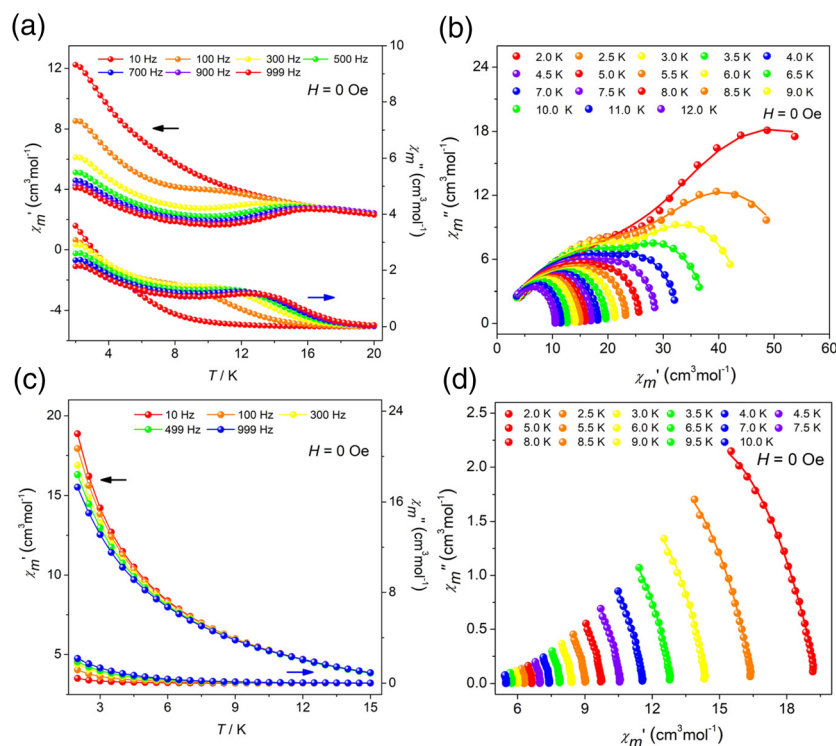 (a)
10 Hz 100 Hz 300 Hz 500 Hz
700 Hz 900 Hz 999 Hz
H = 0 Oe
12
8
4
0
-4
χm' (cm³mol⁻¹)
10
8
6
4
2
0
χm'' (cm³mol⁻¹)
4 8 12 16 20
T / K
(b)
2.0 K 2.5 K 3.0 K 3.5 K 4.0 K
4.5 K 5.0 K 5.5 K 6.0 K 6.5 K
7.0 K 7.5 K 8.0 K 8.5 K 9.0 K
10.0 K 11.0 K 12.0 K
H = 0 Oe
24
18
12
6
0
χm'' (cm³mol⁻¹)
0 10 20 30 40 50 60
χm' (cm³mol⁻¹)
(c)
10 Hz 100 Hz 300 Hz
499 Hz 999 Hz
H = 0 Oe
20
15
10
5
χm' (cm³mol⁻¹)
24
18
12
6
0
χm'' (cm³mol⁻¹)
3 6 9 12 15
T / K
(d)
2.0 K 2.5 K 3.0 K 3.5 K 4.0 K 4.5 K
5.0 K 5.5 K 6.0 K 6.5 K 7.0 K 7.5 K
8.0 K 8.5 K 9.0 K 9.5 K 10.0 K
H = 0 Oe
2.5
2.0
1.5
1.0
0.5
0.0
χm'' (cm³mol⁻¹)
6 9 12 15 18
χm' (cm³mol⁻¹)